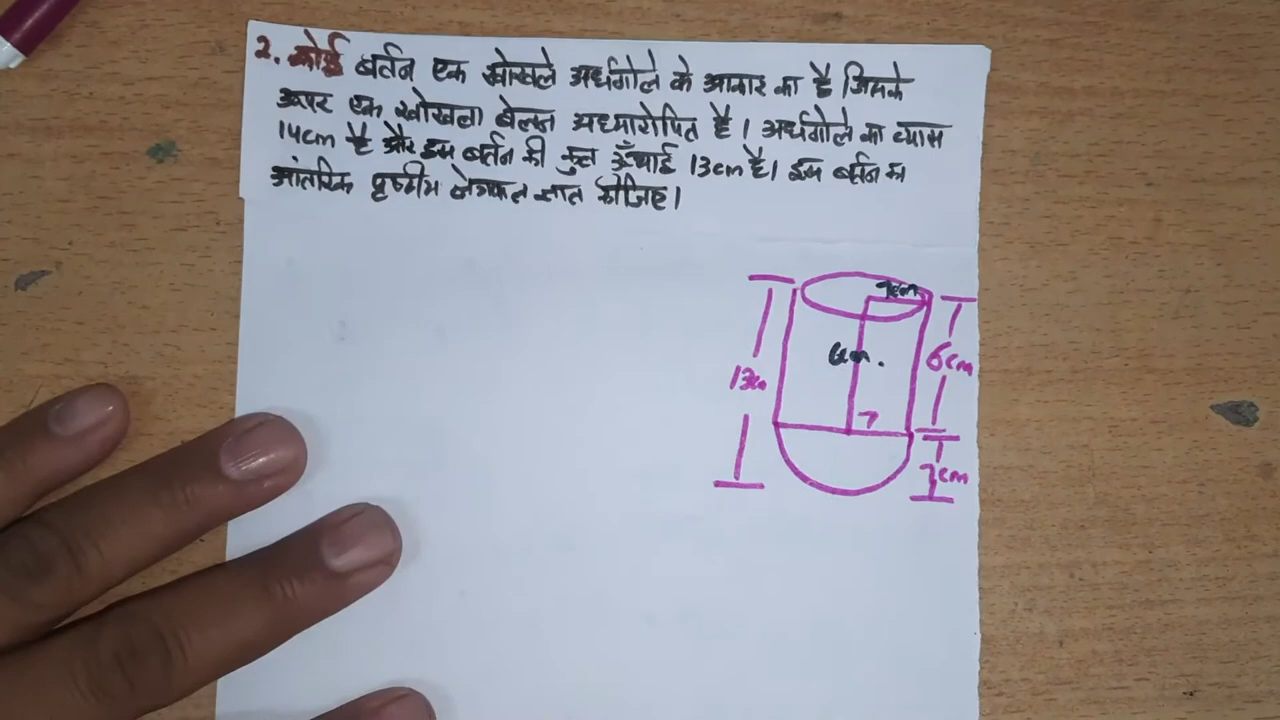 2. कोई बर्तन एक खोखले अर्धगोले के आकार का है जिसके
ऊपर एक खोखला बेलन अध्यारोपित है। अर्धगोले का व्यास
14cm है और इस बर्तन की कुल ऊँचाई 13cm है। इस बर्तन का
आंतरिक पृष्ठीय क्षेत्रफल ज्ञात कीजिए।
7cm
6cm.
6cm
13cm
7
7cm